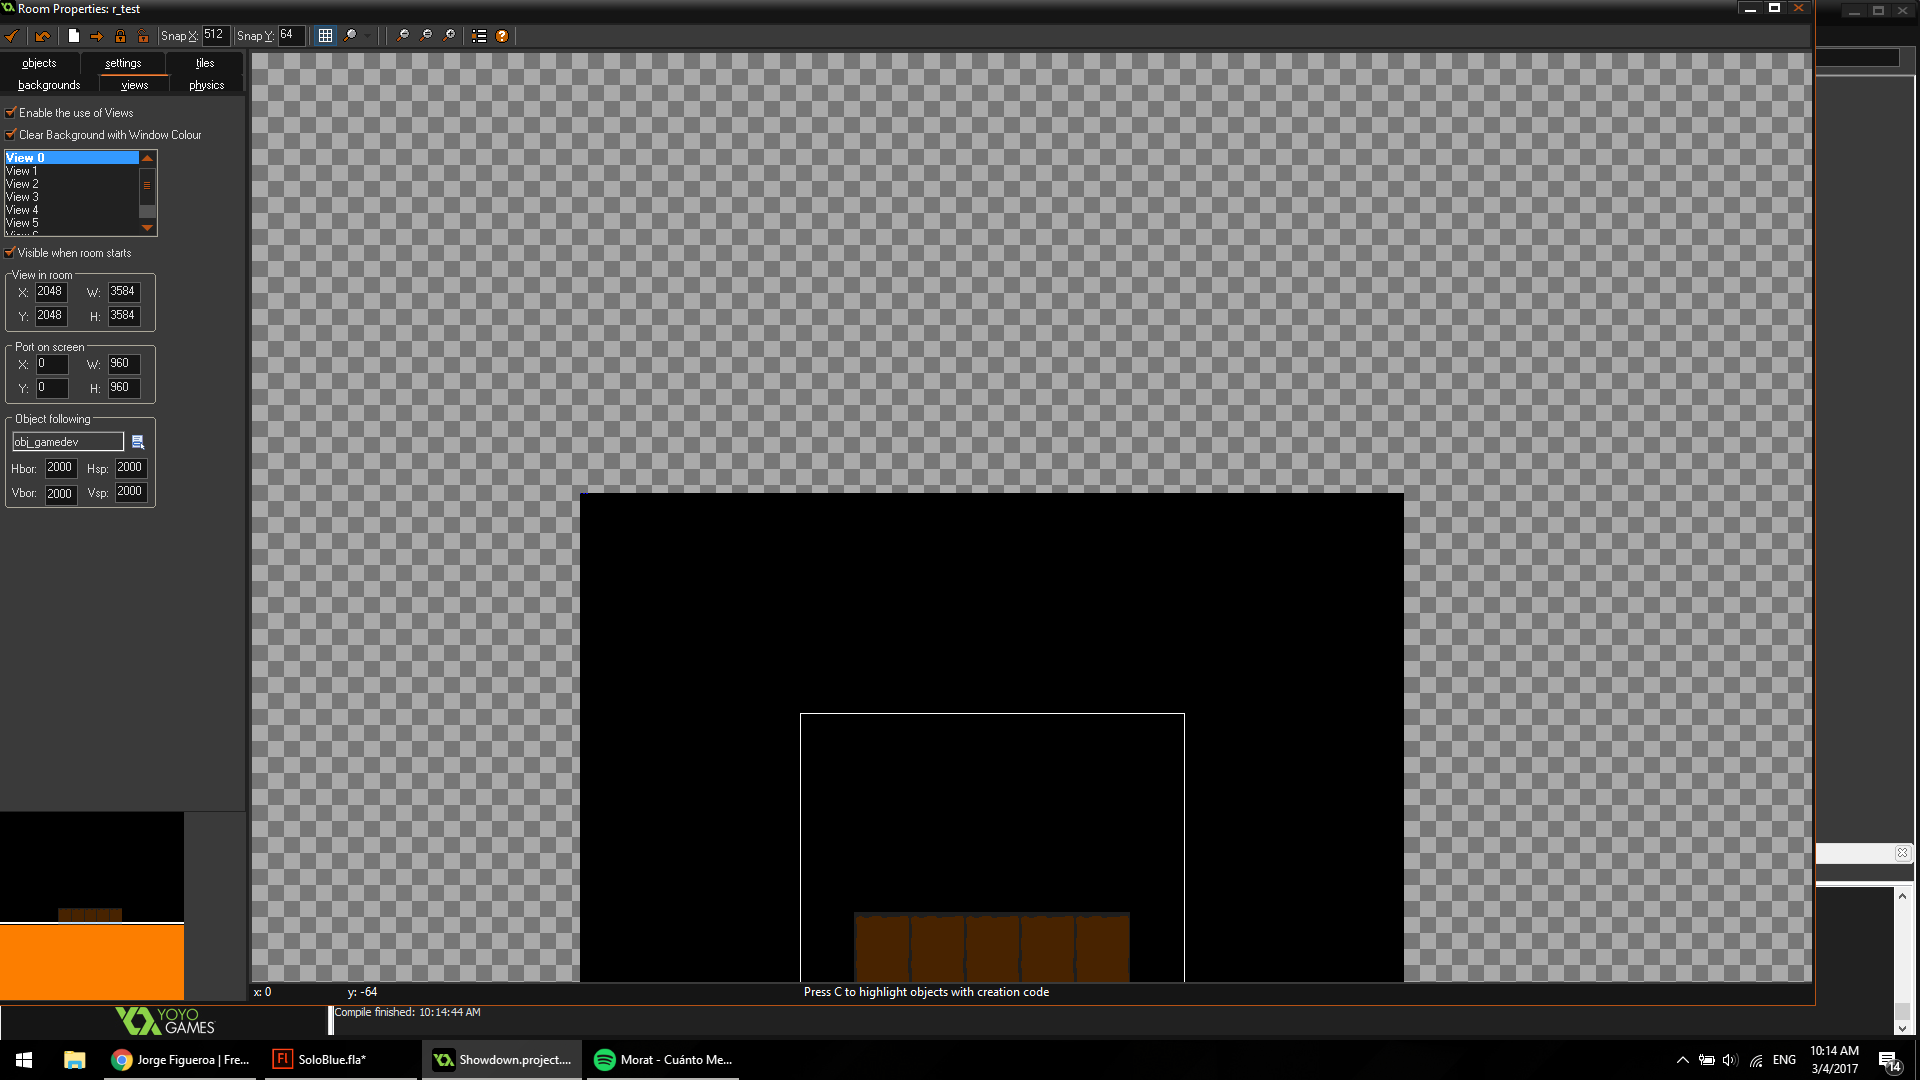 Room Properties: r_test
Snap X: 512 Snap Y: 64
objects settings tiles
backgrounds views physics
Enable the use of Views
Clear Background with Window Colour
View 0
View 1
View 2
View 3
View 4
View 5
Visible when room starts
View in room
X: 2048 W: 3584
Y: 2048 H: 3584
Port on screen
X: 0 W: 960
Y: 0 H: 960
Object following
obj_gamedev
Hbor: 2000 Hsp: 2000
Vbor: 2000 Vsp: 2000
x: 0 y: -64 Press C to highlight objects with creation code
YOYO
GAMES
Compile finished: 10:14:44 AM
Jorge Figueroa | Fre... Fl SoloBlue.fla* Showdown.project.... Morat - Cuánto Me... ENG 10:14 AM
3/4/2017
14